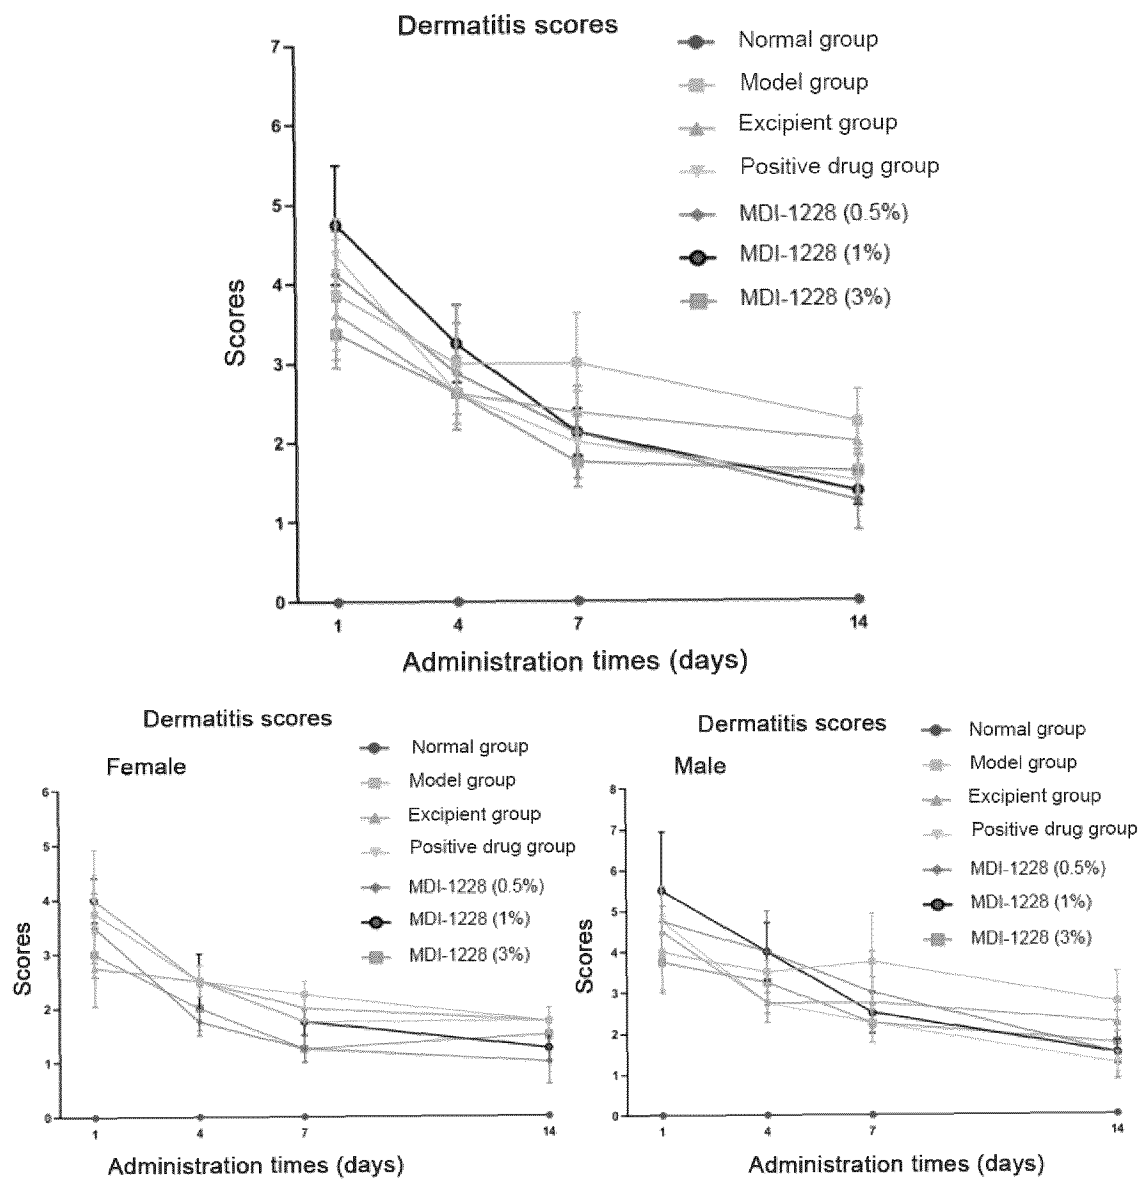 Dermatitis scores
7
6
5
4
3
2
1
0
Scores
1 4 7 14
Administration times (days)
Normal group
Model group
Excipient group
Positive drug group
MDI-1228 (0.5%)
MDI-1228 (1%)
MDI-1228 (3%)
Dermatitis scores
Female
6
5
4
3
2
1
0
Scores
1 4 7 14
Administration times (days)
Normal group
Model group
Excipient group
Positive drug group
MDI-1228 (0.5%)
MDI-1228 (1%)
MDI-1228 (3%)
Dermatitis scores
Male
8
7
6
5
4
3
2
1
0
Scores
1 4 7 14
Administration times (days)
Normal group
Model group
Excipient group
Positive drug group
MDI-1228 (0.5%)
MDI-1228 (1%)
MDI-1228 (3%)